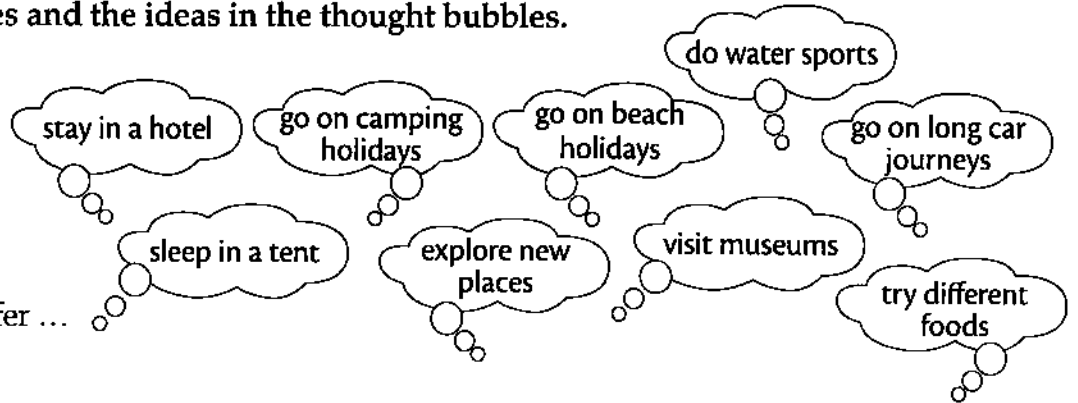 es and the ideas in the thought bubbles.
do water sports
stay in a hotel
go on camping
holidays
go on beach
holidays
go on long car
journeys
sleep in a tent
explore new
places
visit museums
try different
foods
fer ...